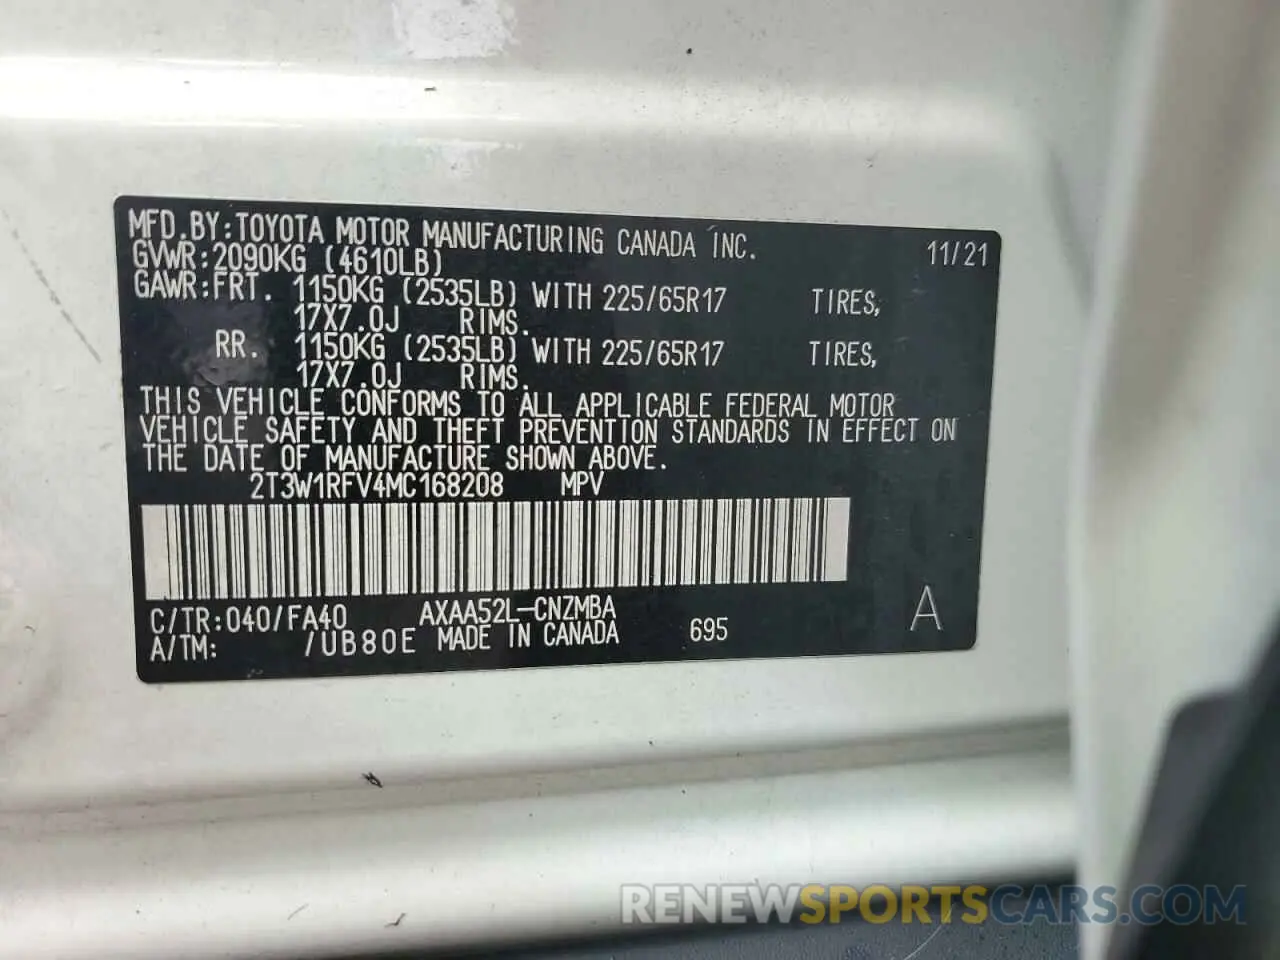 MFD.BY:TOYOTA MOTOR MANUFACTURING CANADA INC. 11/21
GVWR:2090KG (4610LB)
GAWR:FRT. 1150KG (2535LB) WITH 225/65R17 TIRES,
17X7.0J RIMS.
RR. 1150KG (2535LB) WITH 225/65R17 TIRES,
17X7.0J RIMS.
THIS VEHICLE CONFORMS TO ALL APPLICABLE FEDERAL MOTOR
VEHICLE SAFETY AND THEFT PREVENTION STANDARDS IN EFFECT ON
THE DATE OF MANUFACTURE SHOWN ABOVE.
2T3W1RFV4MC168208 MPV
C/TR:040/FA40 AXAA52L-CNZMBA A
A/TM: /UB80E MADE IN CANADA 695
RENEWSPORTSCARS.COM